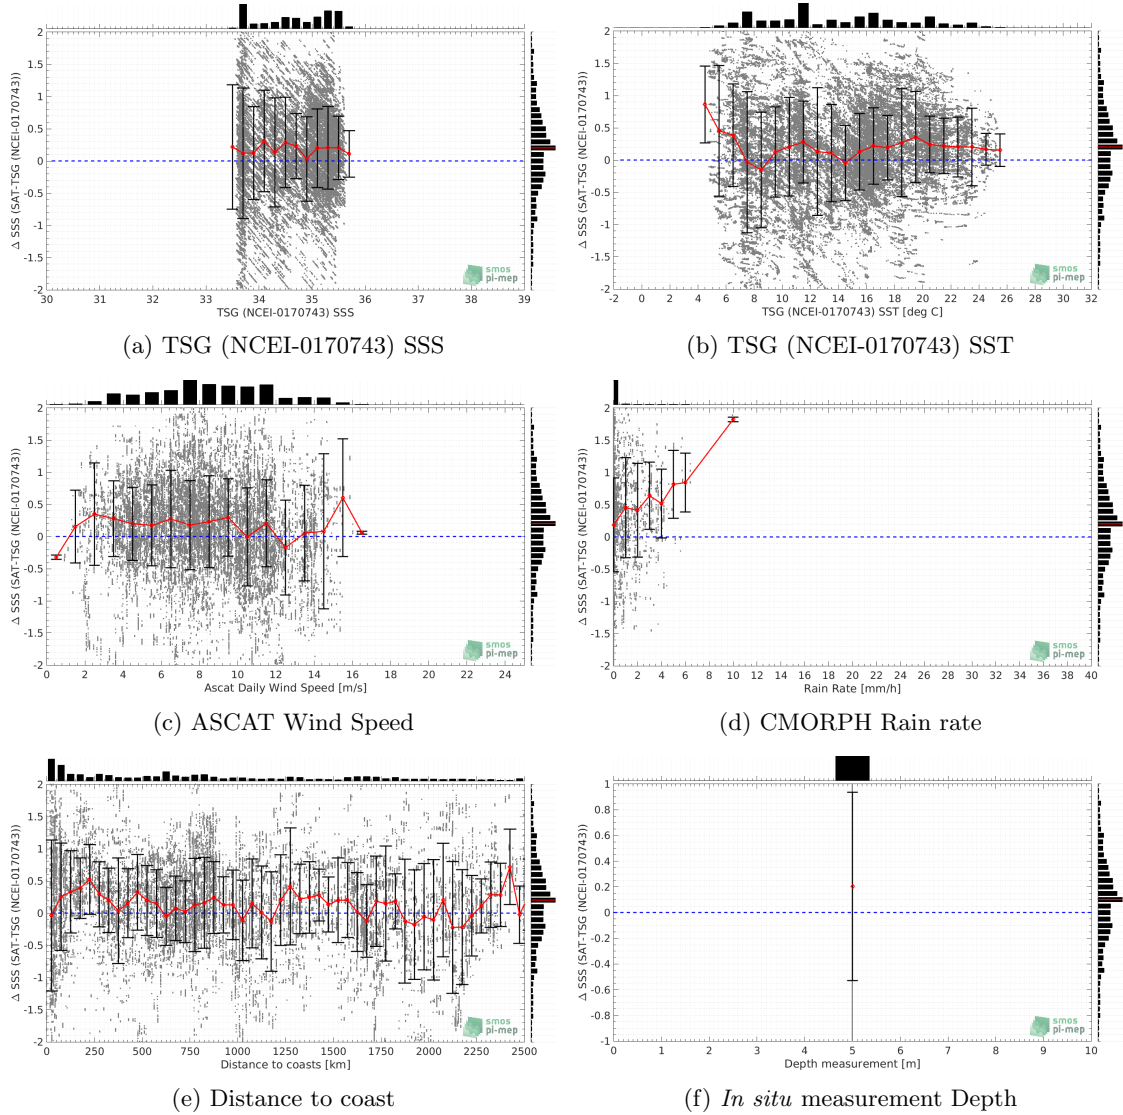 2
1.5
1
0.5
0
-0.5
-1
-1.5
-2
Δ SSS (SAT-TSG (NCEI-0170743))
30 31 32 33 34 35 36 37 38 39
TSG (NCEI-0170743) SSS
smos
pi-mep
(a) TSG (NCEI-0170743) SSS
2
1.5
1
0.5
0
-0.5
-1
-1.5
-2
Δ SSS (SAT-TSG (NCEI-0170743))
-2 0 2 4 6 8 10 12 14 16 18 20 22 24 26 28 30 32
TSG (NCEI-0170743) SST [deg C]
smos
pi-mep
(b) TSG (NCEI-0170743) SST
2
1.5
1
0.5
0
-0.5
-1
-1.5
-2
Δ SSS (SAT-TSG (NCEI-0170743))
0 2 4 6 8 10 12 14 16 18 20 22 24
Ascat Daily Wind Speed [m/s]
smos
pi-mep
(c) ASCAT Wind Speed
2
1.5
1
0.5
0
-0.5
-1
-1.5
-2
Δ SSS (SAT-TSG (NCEI-0170743))
0 2 4 6 8 10 12 14 16 18 20 22 24 26 28 30 32 34 36 38 40
Rain Rate [mm/h]
smos
pi-mep
(d) CMORPH Rain rate
2
1.5
1
0.5
0
-0.5
-1
-1.5
-2
Δ SSS (SAT-TSG (NCEI-0170743))
0 250 500 750 1000 1250 1500 1750 2000 2250 2500
Distance to coasts [km]
smos
pi-mep
(e) Distance to coast
1
0.8
0.6
0.4
0.2
0
-0.2
-0.4
-0.6
-0.8
-1
Δ SSS (SAT-TSG (NCEI-0170743))
0 1 2 3 4 5 6 7 8 9 10
Depth measurement [m]
smos
pi-mep
(f) In situ measurement Depth